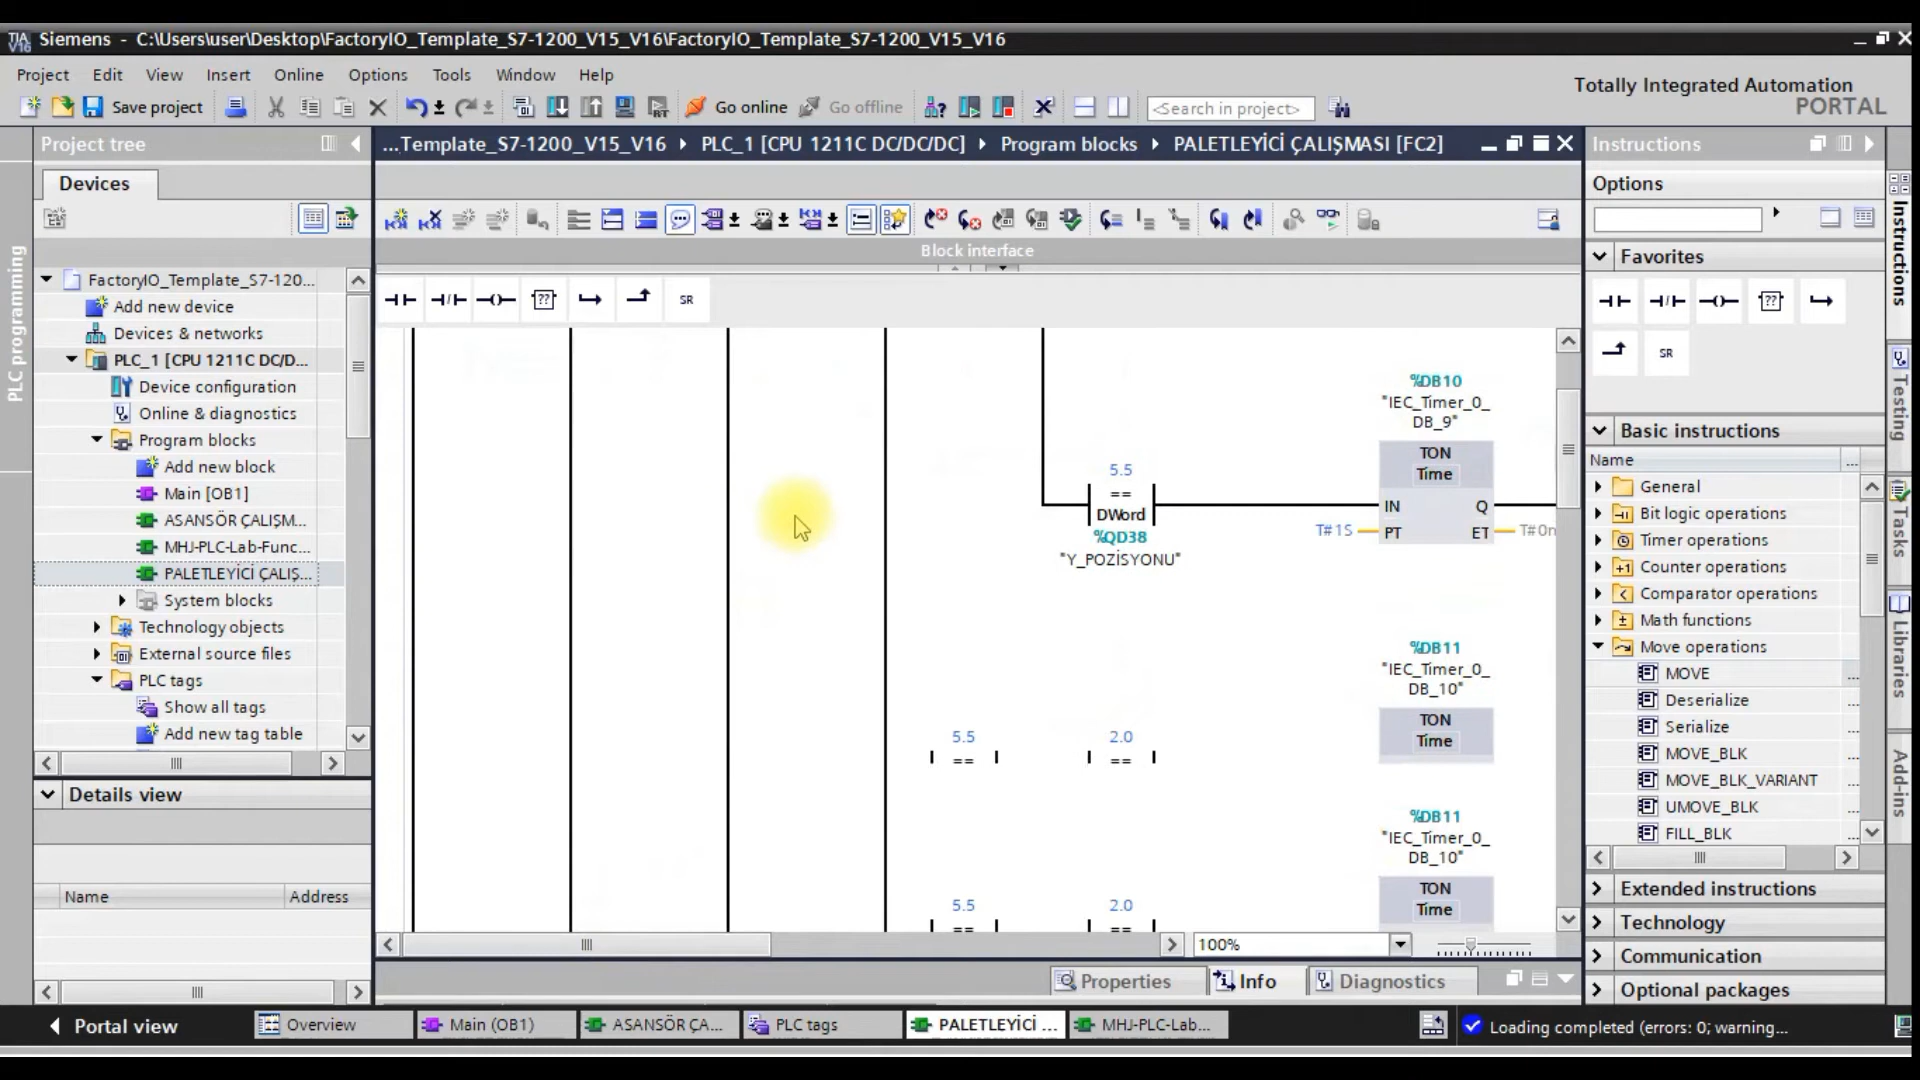 Siemens - C:\Users\user\Desktop\FactoryIO_Template_S7-1200_V15_V16\FactoryIO_Template_S7-1200_V15_V16
Project Edit View Insert Online Options Tools Window Help
Totally Integrated Automation
PORTAL
Save project
Go online
Go offline
<Search in project>
Project tree
...Template_S7-1200_V15_V16 PLC_1 [CPU 1211C DC/DC/DC] Program blocks PALETLEYİCİ ÇALIŞMASI [FC2]
Instructions
Devices
Options
PLC programming
Block interface
Favorites
SR
SR
FactoryIO_Template_S7-120...
Add new device
Devices & networks
PLC_1 [CPU 1211C DC/D...
Device configuration
Online & diagnostics
Program blocks
Add new block
Main [OB1]
ASANSÖR ÇALIŞM...
MHJ-PLC-Lab-Func...
PALETLEYİCİ ÇALIŞ...
System blocks
Technology objects
External source files
PLC tags
Show all tags
Add new tag table
Details view
Name Address
%DB10
"IEC_Timer_0_
DB_9"
TON
Time
IN Q
PT ET
T#1S
T#0m
5.5
==
DWord
%QD38
"Y_POZİSYONU"
%DB11
"IEC_Timer_0_
DB_10"
TON
Time
5.5 2.0
== ==
%DB11
"IEC_Timer_0_
DB_10"
TON
Time
5.5 2.0
== ==
100%
Basic instructions
Name ...
General
Bit logic operations
Timer operations
Counter operations
Comparator operations
Math functions
Move operations
MOVE ...
Deserialize ...
Serialize ...
MOVE_BLK ...
MOVE_BLK_VARIANT ...
UMOVE_BLK ...
FILL_BLK ...
Extended instructions
Technology
Communication
Optional packages
Instructions
Testing
Tasks
Libraries
Add-ins
Properties Info Diagnostics
Portal view Overview Main (OB1) ASANSÖR ÇA... PLC tags PALETLEYİCİ ... MHJ-PLC-Lab...
Loading completed (errors: 0; warning...